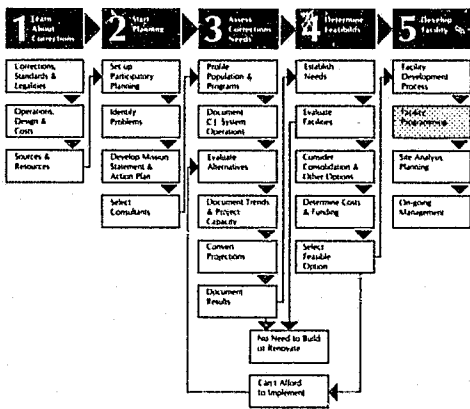 1 Learn
About
Corrections
2 Start
Planning
3 Assess
Corrections
Needs
4 Determine
Feasibility
5 Develop
Facility
Corrections,
Standards &
Legalities
Operations,
Design &
Costs
Sources &
Resources
Set up
Participatory
Planning
Identify
Problems
Develop Mission
Statement &
Action Plan
Select
Consultants
Profile
Population &
Programs
Document
CJ System
Operations
Evaluate
Alternatives
Document Trends
& Project
Capacity
Convert
Projections
Document
Results
Establish
Needs
Evaluate
Facilities
Consider
Consolidation &
Other Options
Determine Costs
& Funding
Select
Feasible
Option
No Need to Build
or Renovate
Can't Afford
to Implement
Facility
Development
Process
Facility
Programming
Site Analysis
Planning
On-going
Management